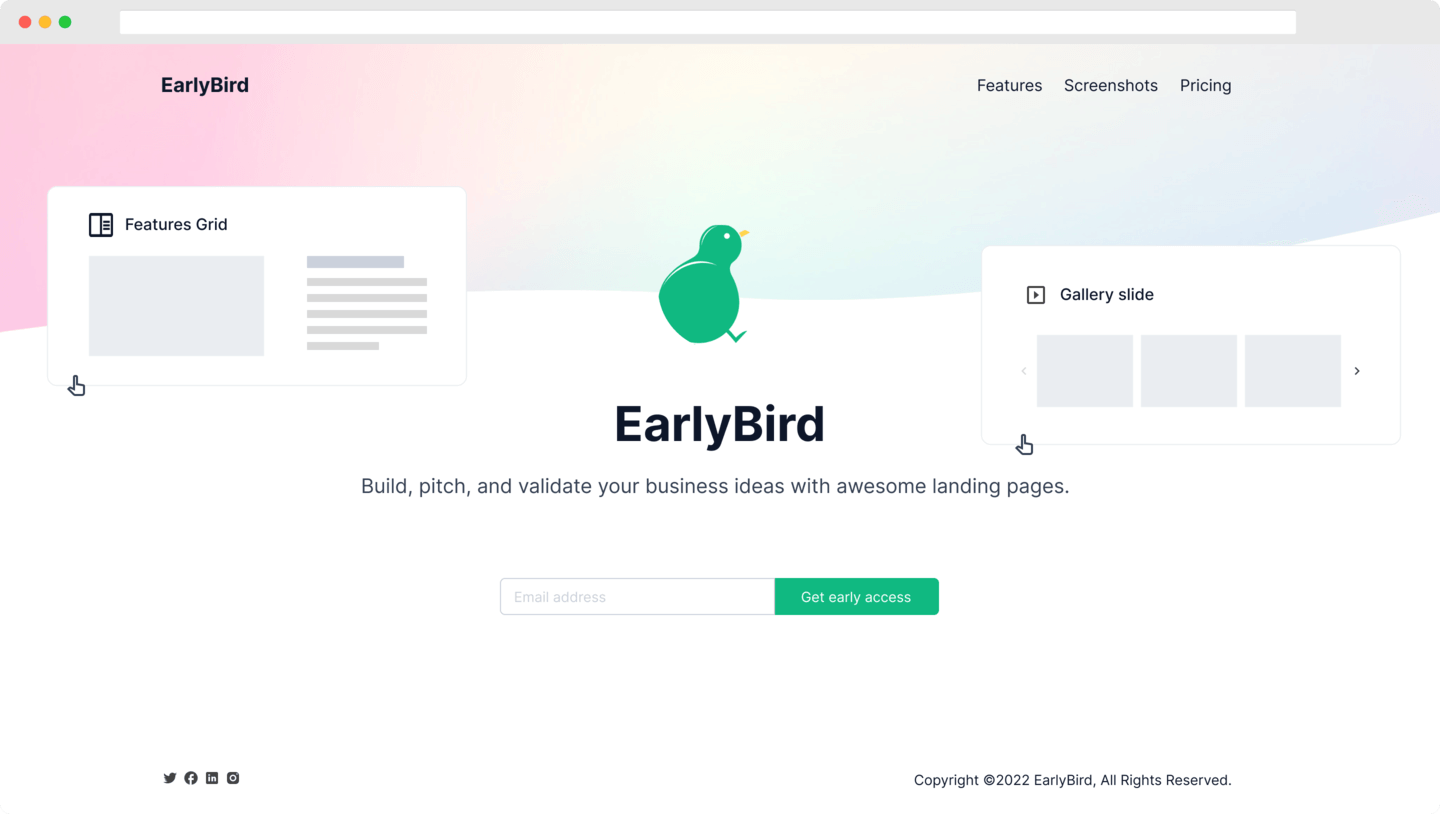 EarlyBird
Features Screenshots Pricing
Features Grid
Gallery slide
EarlyBird
Build, pitch, and validate your business ideas with awesome landing pages.
Email address
Get early access
Copyright ©2022 EarlyBird, All Rights Reserved.